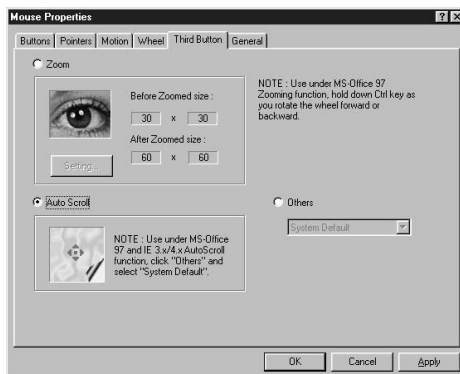 Mouse Properties
Buttons Pointers Motion Wheel Third Button General
Zoom
Before Zoomed size :
30 x 30
After Zoomed size :
60 x 60
Setting...
NOTE : Use under MS-Office 97
Zooming function, hold down Ctrl key as
you rotate the wheel forward or
backward.
Auto Scroll
NOTE : Use under MS-Office
97 and IE 3.x/4.x AutoScroll
function, click "Others" and
select "System Default".
Others
System Default
OK Cancel Apply